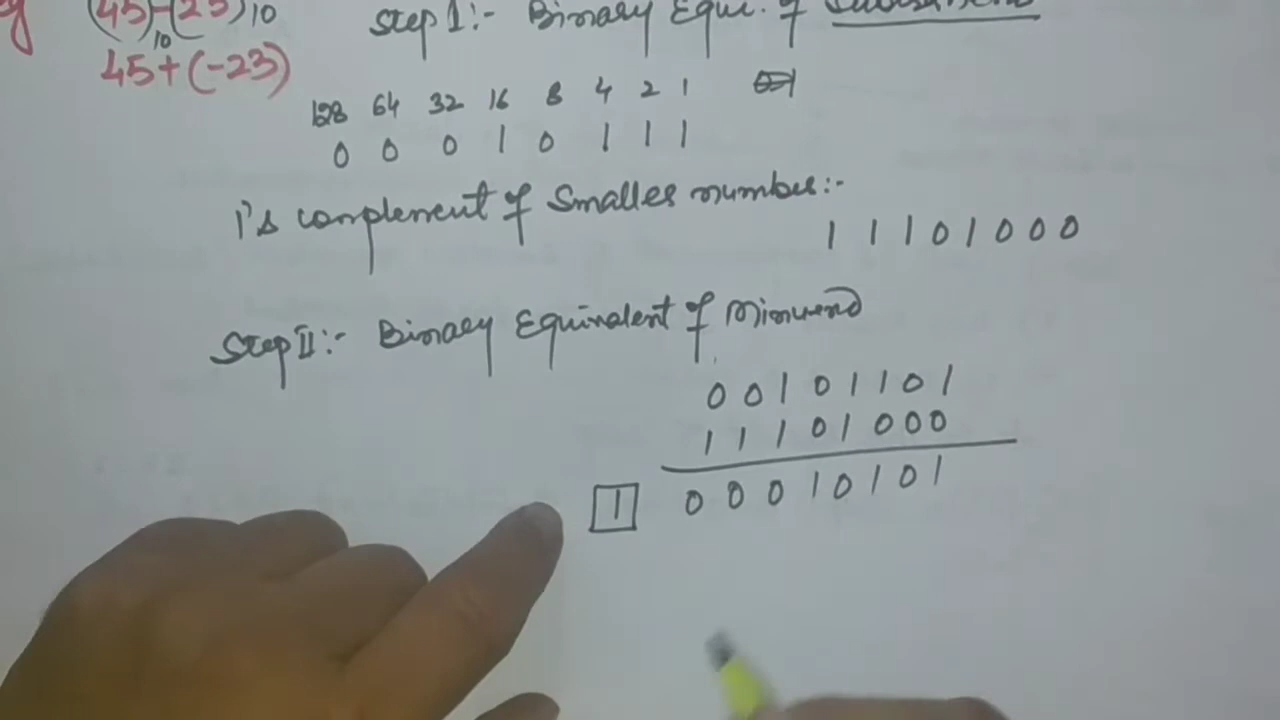 (45)10-(23)10
Step I:- Binary Equi. of Subtrahend
45+(-23)
128 64 32 16 8 4 2 1
0 0 0 1 0 1 1 1
1's complement of Smaller number:-
1 1 1 0 1 0 0 0
Step II:- Binary Equivalent of Minuend
0 0 1 0 1 1 0 1
1 1 1 0 1 0 0 0
1 0 0 0 1 0 1 0 1